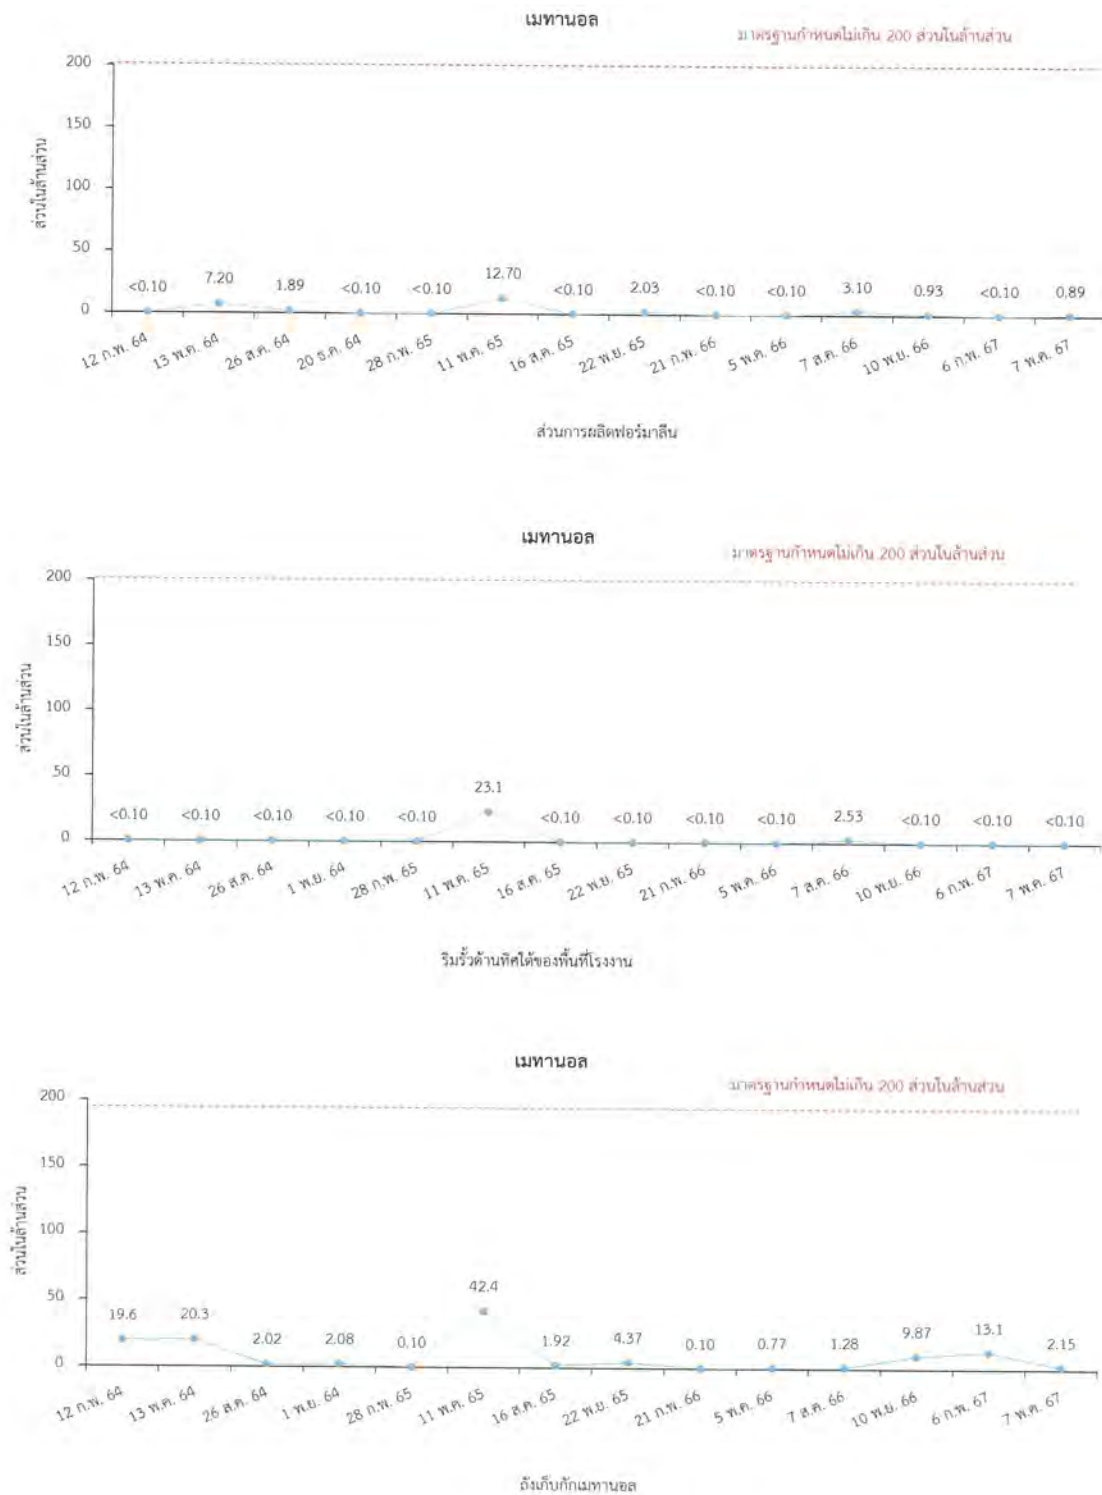 เมทานอล
มาตรฐานกำหนดไม่เกิน 200 ส่วนในล้านส่วน
200
150
100
50
0
ส่วนในล้านส่วน
<0.10 7.20 1.89 <0.10 <0.10 12.70 <0.10 2.03 <0.10 <0.10 3.10 0.93 <0.10 0.89
12 ก.พ. 64 13 พ.ค. 64 26 ส.ค. 64 20 ธ.ค. 64 28 ก.พ. 65 11 พ.ค. 65 16 ส.ค. 65 22 พ.ย. 65 21 ก.พ. 66 5 พ.ค. 66 7 ส.ค. 66 10 พ.ย. 66 6 ก.พ. 67 7 พ.ค. 67
ส่วนการผลิตฟอร์มาลีน
เมทานอล
มาตรฐานกำหนดไม่เกิน 200 ส่วนในล้านส่วน
200
150
100
50
0
ส่วนในล้านส่วน
<0.10 <0.10 <0.10 <0.10 <0.10 23.1 <0.10 <0.10 <0.10 <0.10 2.53 <0.10 <0.10 <0.10
12 ก.พ. 64 13 พ.ค. 64 26 ส.ค. 64 1 พ.ย. 64 28 ก.พ. 65 11 พ.ค. 65 16 ส.ค. 65 22 พ.ย. 65 21 ก.พ. 66 5 พ.ค. 66 7 ส.ค. 66 10 พ.ย. 66 6 ก.พ. 67 7 พ.ค. 67
ริมรั้วด้านทิศใต้ของพื้นที่โรงงาน
เมทานอล
มาตรฐานกำหนดไม่เกิน 200 ส่วนในล้านส่วน
200
150
100
50
0
ส่วนในล้านส่วน
19.6 20.3 2.02 2.08 0.10 42.4 1.92 4.37 0.10 0.77 1.28 9.87 13.1 2.15
12 ก.พ. 64 13 พ.ค. 64 26 ส.ค. 64 1 พ.ย. 64 28 ก.พ. 65 11 พ.ค. 65 16 ส.ค. 65 22 พ.ย. 65 21 ก.พ. 66 5 พ.ค. 66 7 ส.ค. 66 10 พ.ย. 66 6 ก.พ. 67 7 พ.ค. 67
ถังเก็บกักเมทานอล